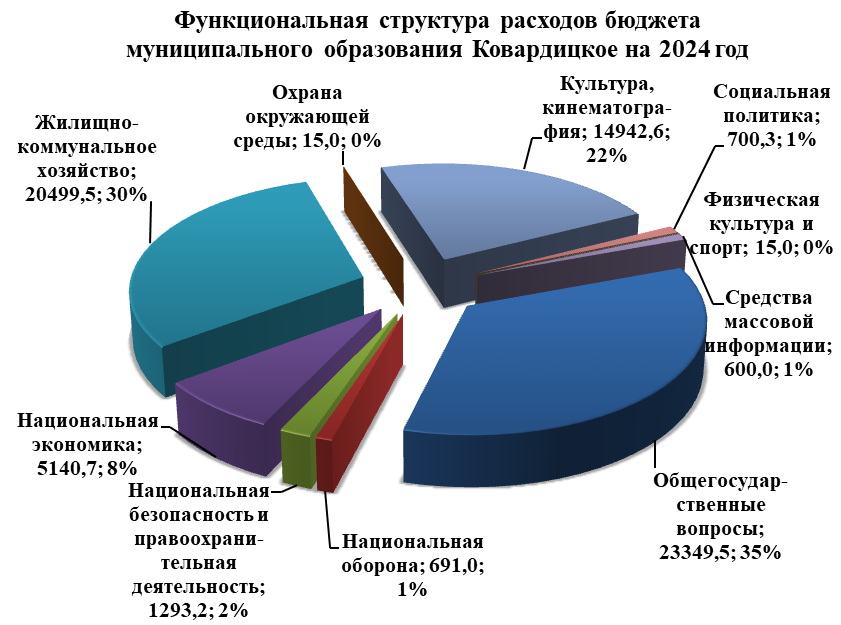 Функциональная структура расходов бюджета
муниципального образования Ковардицкое на 2024 год
Жилищно-
коммунальное
хозяйство;
20499,5; 30%
Охрана
окружающей
среды; 15,0; 0%
Культура,
кинематогра-
фия; 14942,6;
22%
Социальная
политика;
700,3; 1%
Физическая
культура и
спорт; 15,0; 0%
Средства
массовой
информации;
600,0; 1%
Общегосудар-
ственные
вопросы;
23349,5; 35%
Национальная
оборона; 691,0;
1%
Национальная
безопасность и
правоохрани-
тельная
деятельность;
1293,2; 2%
Национальная
экономика;
5140,7; 8%